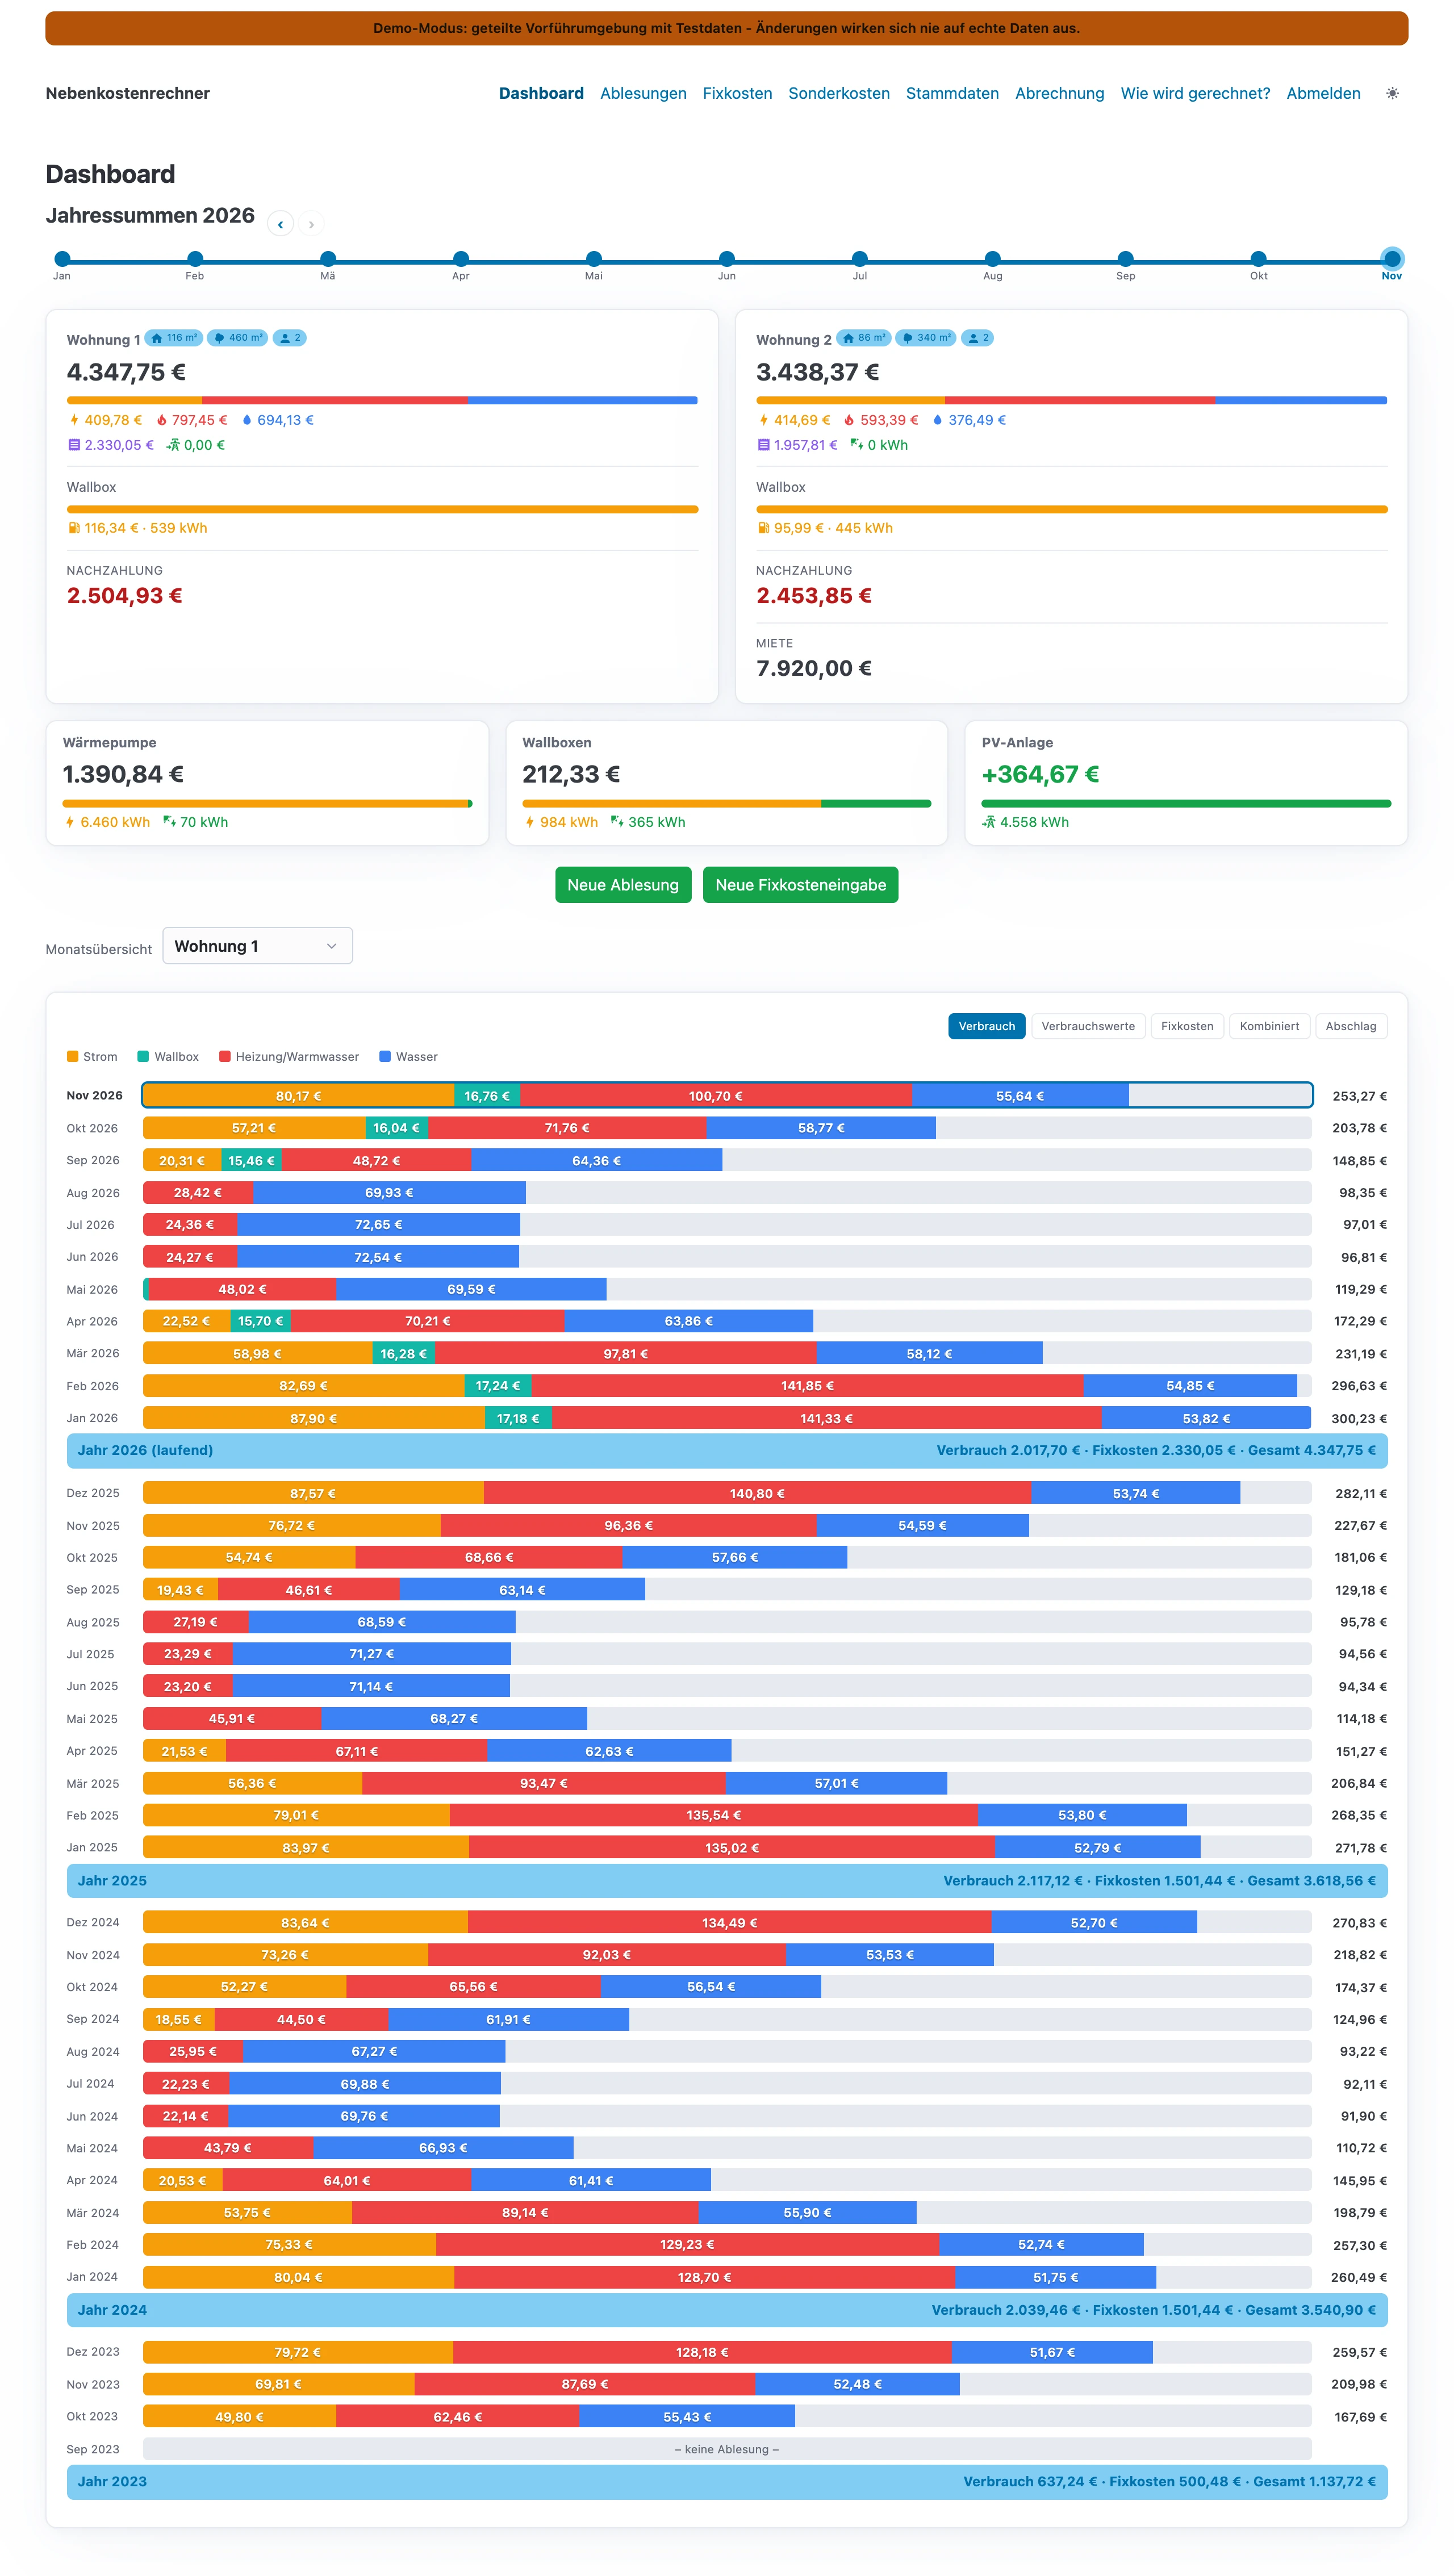 Demo-Modus: geteilte Vorführumgebung mit Testdaten - Änderungen wirken sich nie auf echte Daten aus.
Nebenkostenrechner
Dashboard Ablesungen Fixkosten Sonderkosten Stammdaten Abrechnung Wie wird gerechnet? Abmelden
Dashboard
Jahressummen 2026 ‹ ›
Jan Feb Mä Apr Mai Jun Jul Aug Sep Okt Nov
Wohnung 1 116 m² 460 m² 2
4.347,75 €
409,78 € 797,45 € 694,13 €
2.330,05 € 0,00 €
Wallbox
116,34 € · 539 kWh
NACHZAHLUNG
2.504,93 €
Wohnung 2 86 m² 340 m² 2
3.438,37 €
414,69 € 593,39 € 376,49 €
1.957,81 € 0 kWh
Wallbox
95,99 € · 445 kWh
NACHZAHLUNG
2.453,85 €
MIETE
7.920,00 €
Wärmepumpe
1.390,84 €
6.460 kWh 70 kWh
Wallboxen
212,33 €
984 kWh 365 kWh
PV-Anlage
+364,67 €
4.558 kWh
Neue Ablesung Neue Fixkosteneingabe
Monatsübersicht Wohnung 1
Verbrauch Verbrauchswerte Fixkosten Kombiniert Abschlag
Strom Wallbox Heizung/Warmwasser Wasser
Nov 2026 80,17 € 16,76 € 100,70 € 55,64 € 253,27 €
Okt 2026 57,21 € 16,04 € 71,76 € 58,77 € 203,78 €
Sep 2026 20,31 € 15,46 € 48,72 € 64,36 € 148,85 €
Aug 2026 28,42 € 69,93 € 98,35 €
Jul 2026 24,36 € 72,65 € 97,01 €
Jun 2026 24,27 € 72,54 € 96,81 €
Mai 2026 48,02 € 69,59 € 119,29 €
Apr 2026 22,52 € 15,70 € 70,21 € 63,86 € 172,29 €
Mär 2026 58,98 € 16,28 € 97,81 € 58,12 € 231,19 €
Feb 2026 82,69 € 17,24 € 141,85 € 54,85 € 296,63 €
Jan 2026 87,90 € 17,18 € 141,33 € 53,82 € 300,23 €
Jahr 2026 (laufend) Verbrauch 2.017,70 € · Fixkosten 2.330,05 € · Gesamt 4.347,75 €
Dez 2025 87,57 € 140,80 € 53,74 € 282,11 €
Nov 2025 76,72 € 96,36 € 54,59 € 227,67 €
Okt 2025 54,74 € 68,66 € 57,66 € 181,06 €
Sep 2025 19,43 € 46,61 € 63,14 € 129,18 €
Aug 2025 27,19 € 68,59 € 95,78 €
Jul 2025 23,29 € 71,27 € 94,56 €
Jun 2025 23,20 € 71,14 € 94,34 €
Mai 2025 45,91 € 68,27 € 114,18 €
Apr 2025 21,53 € 67,11 € 62,63 € 151,27 €
Mär 2025 56,36 € 93,47 € 57,01 € 206,84 €
Feb 2025 79,01 € 135,54 € 53,80 € 268,35 €
Jan 2025 83,97 € 135,02 € 52,79 € 271,78 €
Jahr 2025 Verbrauch 2.117,12 € · Fixkosten 1.501,44 € · Gesamt 3.618,56 €
Dez 2024 83,64 € 134,49 € 52,70 € 270,83 €
Nov 2024 73,26 € 92,03 € 53,53 € 218,82 €
Okt 2024 52,27 € 65,56 € 56,54 € 174,37 €
Sep 2024 18,55 € 44,50 € 61,91 € 124,96 €
Aug 2024 25,95 € 67,27 € 93,22 €
Jul 2024 22,23 € 69,88 € 92,11 €
Jun 2024 22,14 € 69,76 € 91,90 €
Mai 2024 43,79 € 66,93 € 110,72 €
Apr 2024 20,53 € 64,01 € 61,41 € 145,95 €
Mär 2024 53,75 € 89,14 € 55,90 € 198,79 €
Feb 2024 75,33 € 129,23 € 52,74 € 257,30 €
Jan 2024 80,04 € 128,70 € 51,75 € 260,49 €
Jahr 2024 Verbrauch 2.039,46 € · Fixkosten 1.501,44 € · Gesamt 3.540,90 €
Dez 2023 79,72 € 128,18 € 51,67 € 259,57 €
Nov 2023 69,81 € 87,69 € 52,48 € 209,98 €
Okt 2023 49,80 € 62,46 € 55,43 € 167,69 €
Sep 2023 – keine Ablesung –
Jahr 2023 Verbrauch 637,24 € · Fixkosten 500,48 € · Gesamt 1.137,72 €